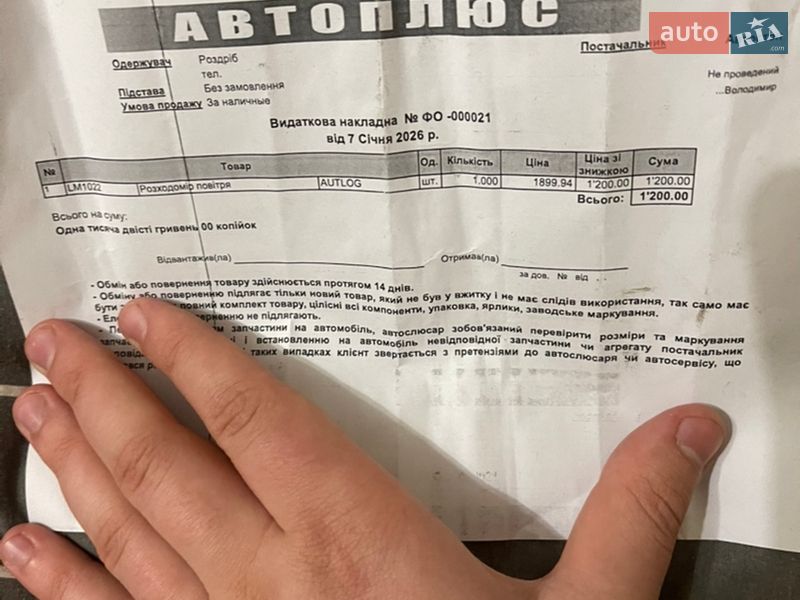 АВТОПЛЮС
auto RIA .com
Одержувач Роздріб
тел.
Постачальник
Не проведений
...Володимир
Підстава Без замовлення
Умова продажу За наличные
Видаткова накладна № ФО -000021
від 7 Січня 2026 р.
№ Товар Од. Кількість Ціна Ціна зі знижкою Сума
1 LM1022 Розходомір повітря AUTLOG шт. 1.000 1899.94 1'200.00 1'200.00
Всього: 1'200.00
Всього на суму:
Одна тисяча двісті гривень 00 копійок
Відвантажив(ла) Отримав(ла)
за дов. № від
- Обмін або повернення товару здійснюється протягом 14 днів.
- Обміну або поверненню підлягає тільки новий товар, який не був у вжитку і не має слідів використання, так само має
бути повний комплект товару, цілісні всі компоненти, упаковка, ярлики, заводське маркування.
поверненню не підлягають.
запчастини на автомобіль, автослюсар зобов'язаний перевірити розміри та маркування
і встановленню на автомобіль невідповідної запчастини чи агрегату постачальник
таких випадках клієнт звертається з претензіями до автослюсаря чи автосервісу, що